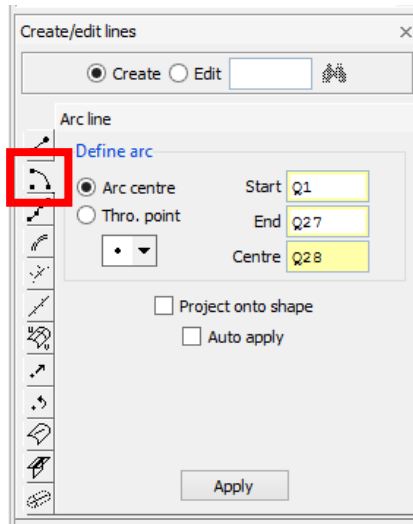 Create/edit lines
Create Edit
Arc line
Define arc
Arc centre Start Q1
Thro. point End Q27
Centre Q28
Project onto shape
Auto apply
Apply